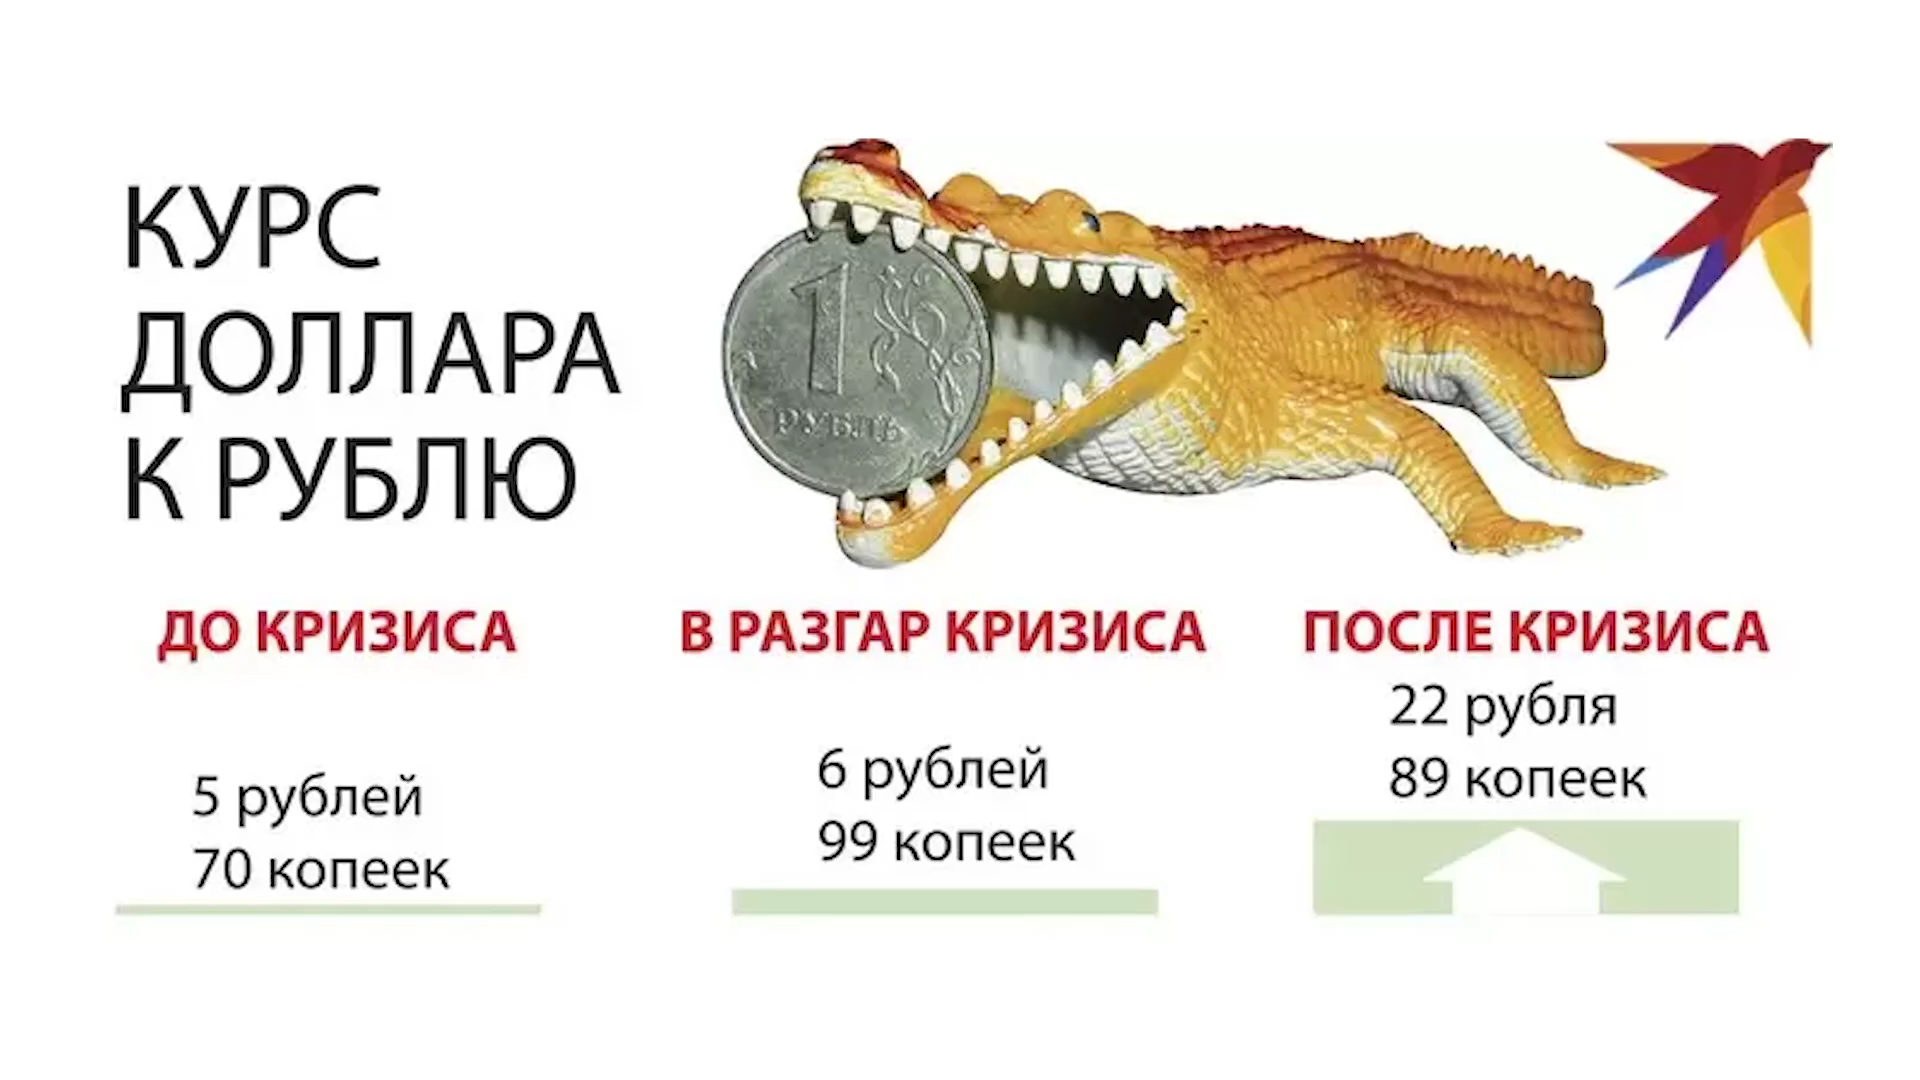 КУРС
ДОЛЛАРА
К РУБЛЮ
1
РУБЛЬ
ДО КРИЗИСА
5 рублей
70 копеек
В РАЗГАР КРИЗИСА
6 рублей
99 копеек
ПОСЛЕ КРИЗИСА
22 рубля
89 копеек